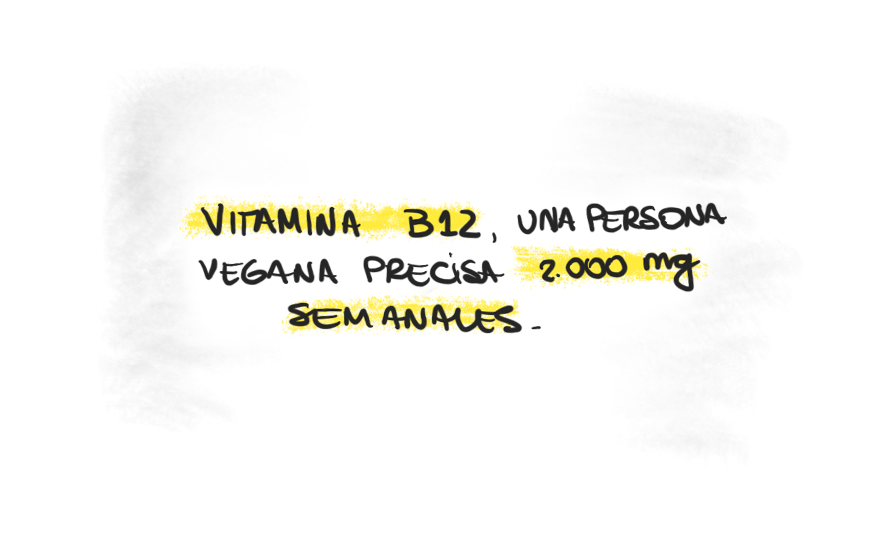 VITAMINA B12, UNA PERSONA
VEGANA PRECISA 2.000 mg
SEMANALES.